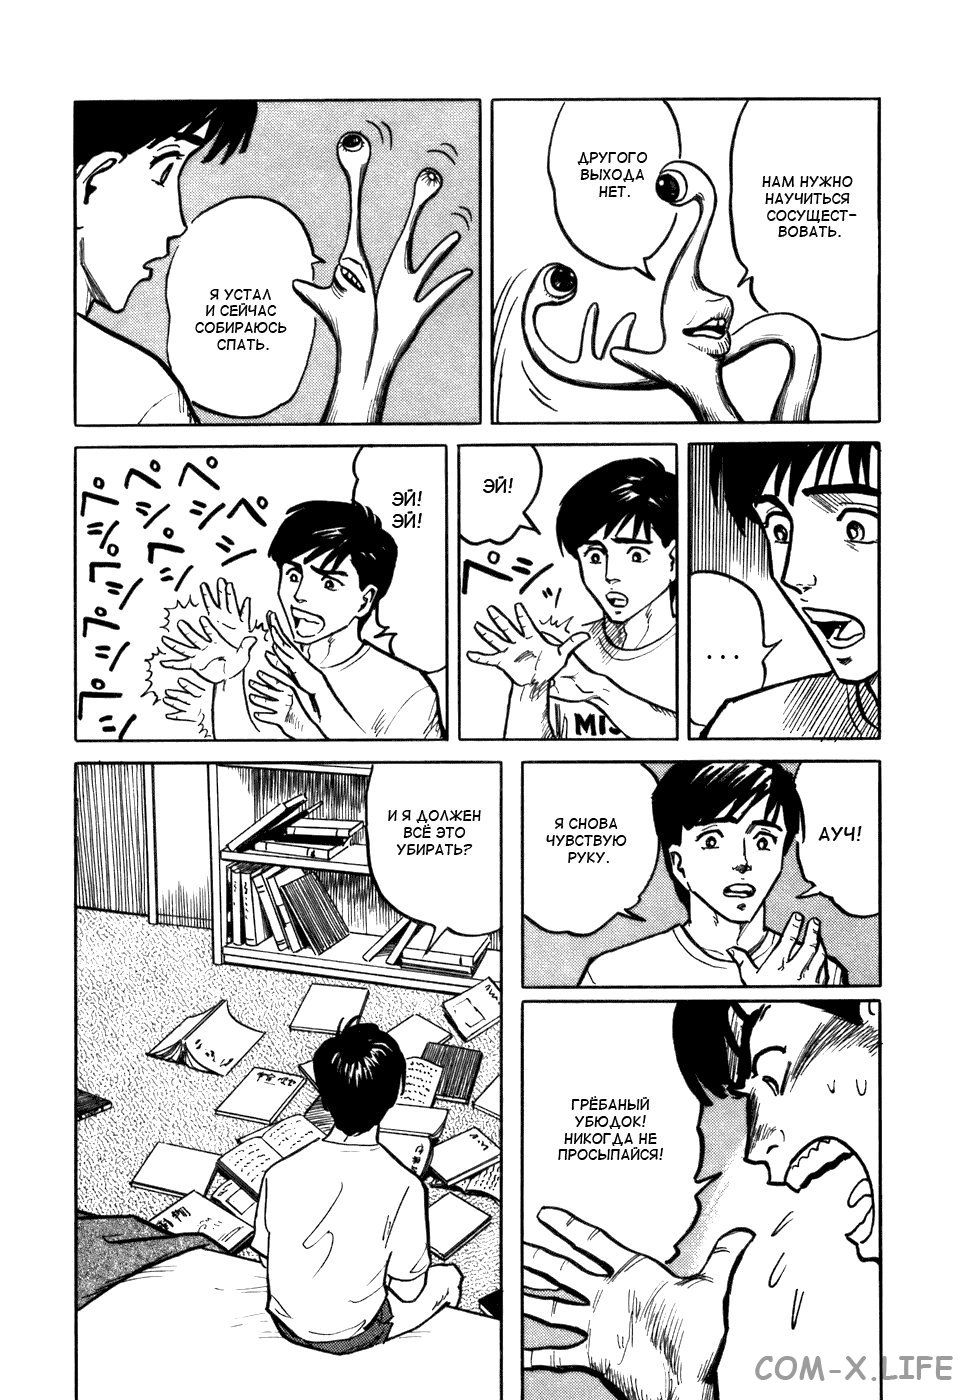 НАМ НУЖНО
НАУЧИТЬСЯ
СОСУЩЕСТ-
ВОВАТЬ.
ДРУГОГО
ВЫХОДА
НЕТ.
Я УСТАЛ
И СЕЙЧАС
СОБИРАЮСЬ
СПАТЬ.
...
ЭЙ!
MIS
ЭЙ!
ЭЙ!
АУЧ!
Я СНОВА
ЧУВСТВУЮ
РУКУ.
ГРЁБАНЫЙ
УБЮДОК!
НИКОГДА НЕ
ПРОСЫПАЙСЯ!
И Я ДОЛЖЕН
ВСЁ ЭТО
УБИРАТЬ?
COM-X.LIFE